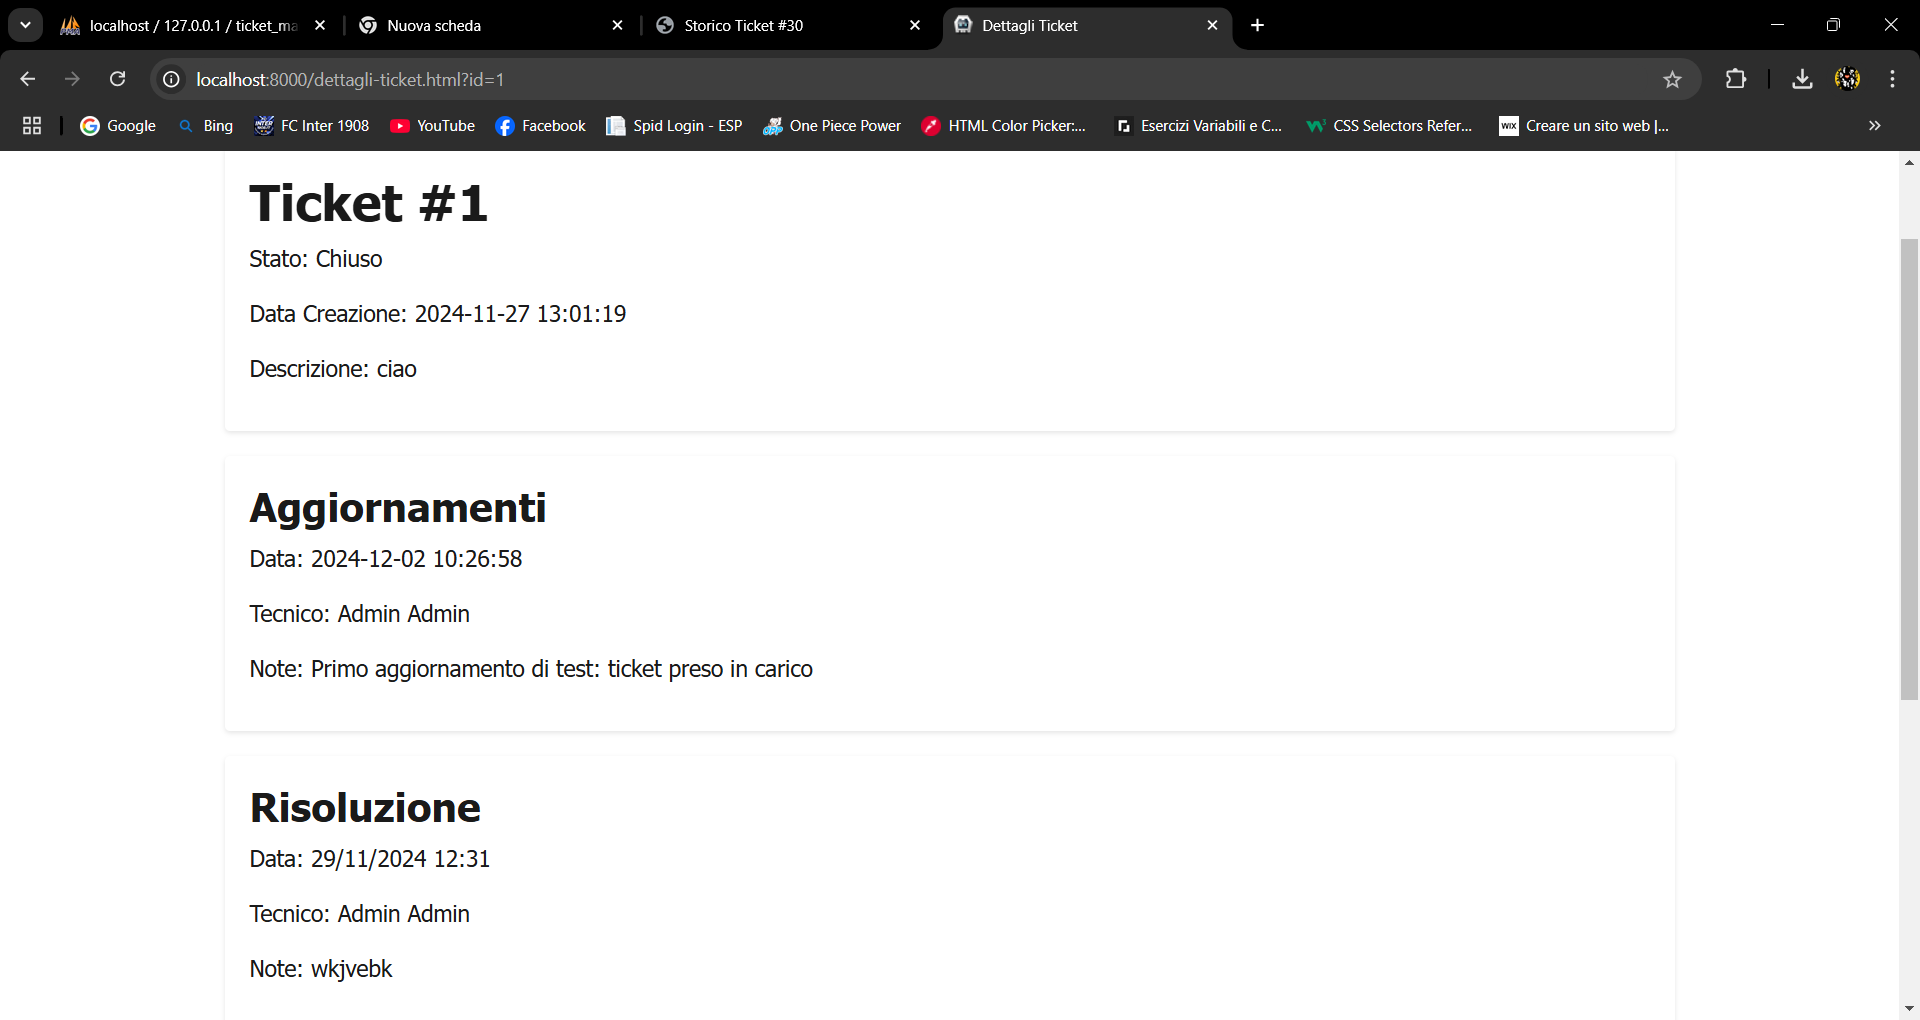 localhost / 127.0.0.1 / ticket_ma
Nuova scheda
Storico Ticket #30
Dettagli Ticket
localhost:8000/dettagli-ticket.html?id=1
Google
Bing
FC Inter 1908
YouTube
Facebook
Spid Login - ESP
One Piece Power
HTML Color Picker:...
Esercizi Variabili e C...
CSS Selectors Refer...
WIX
Creare un sito web |...
Ticket #1
Stato: Chiuso
Data Creazione: 2024-11-27 13:01:19
Descrizione: ciao
Aggiornamenti
Data: 2024-12-02 10:26:58
Tecnico: Admin Admin
Note: Primo aggiornamento di test: ticket preso in carico
Risoluzione
Data: 29/11/2024 12:31
Tecnico: Admin Admin
Note: wkjvebk